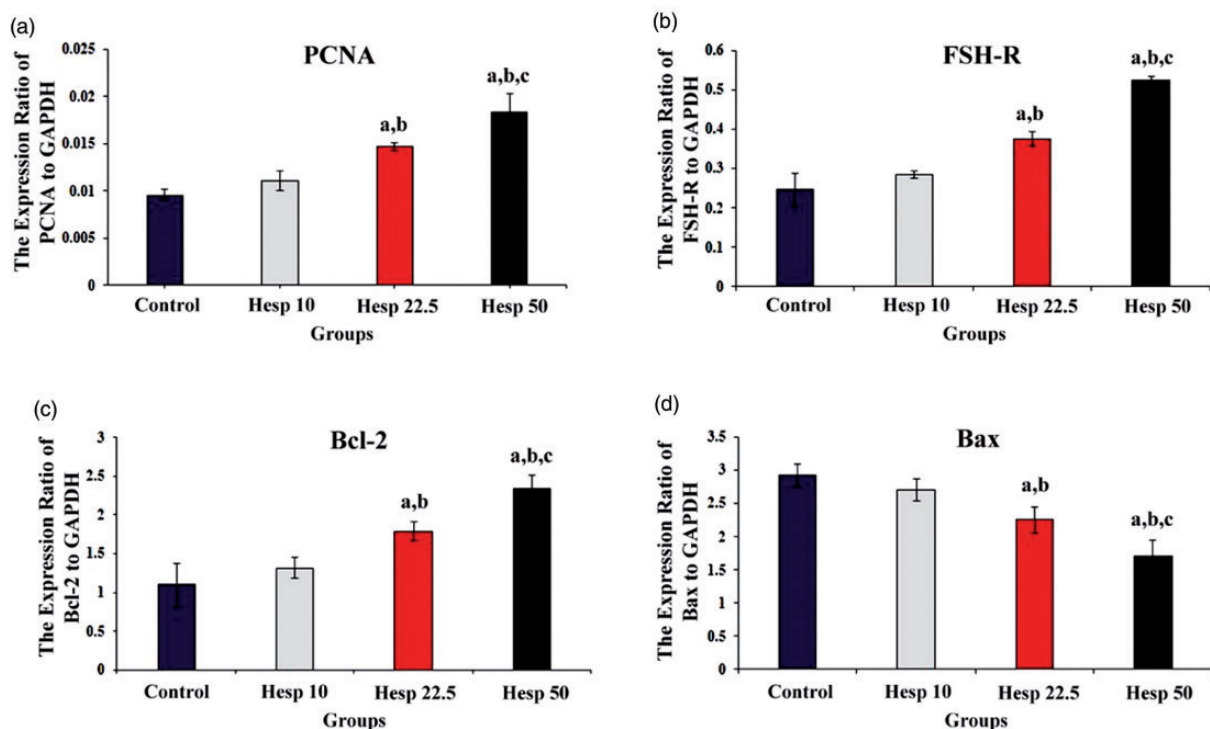 (a)
PCNA
The Expression Ratio of
PCNA to GAPDH
0.025
0.02
0.015
0.01
0.005
0
a,b
a,b,c
Control Hesp 10 Hesp 22.5 Hesp 50
Groups
(b)
FSH-R
The Expression Ratio of
FSH-R to GAPDH
0.6
0.5
0.4
0.3
0.2
0.1
0
a,b
a,b,c
Control Hesp 10 Hesp 22.5 Hesp 50
Groups
(c)
Bcl-2
The Expression Ratio of
Bcl-2 to GAPDH
3
2.5
2
1.5
1
0.5
0
a,b
a,b,c
Control Hesp 10 Hesp 22.5 Hesp 50
Groups
(d)
Bax
The Expression Ratio of
Bax to GAPDH
3.5
3
2.5
2
1.5
1
0.5
0
a,b
a,b,c
Control Hesp 10 Hesp 22.5 Hesp 50
Groups